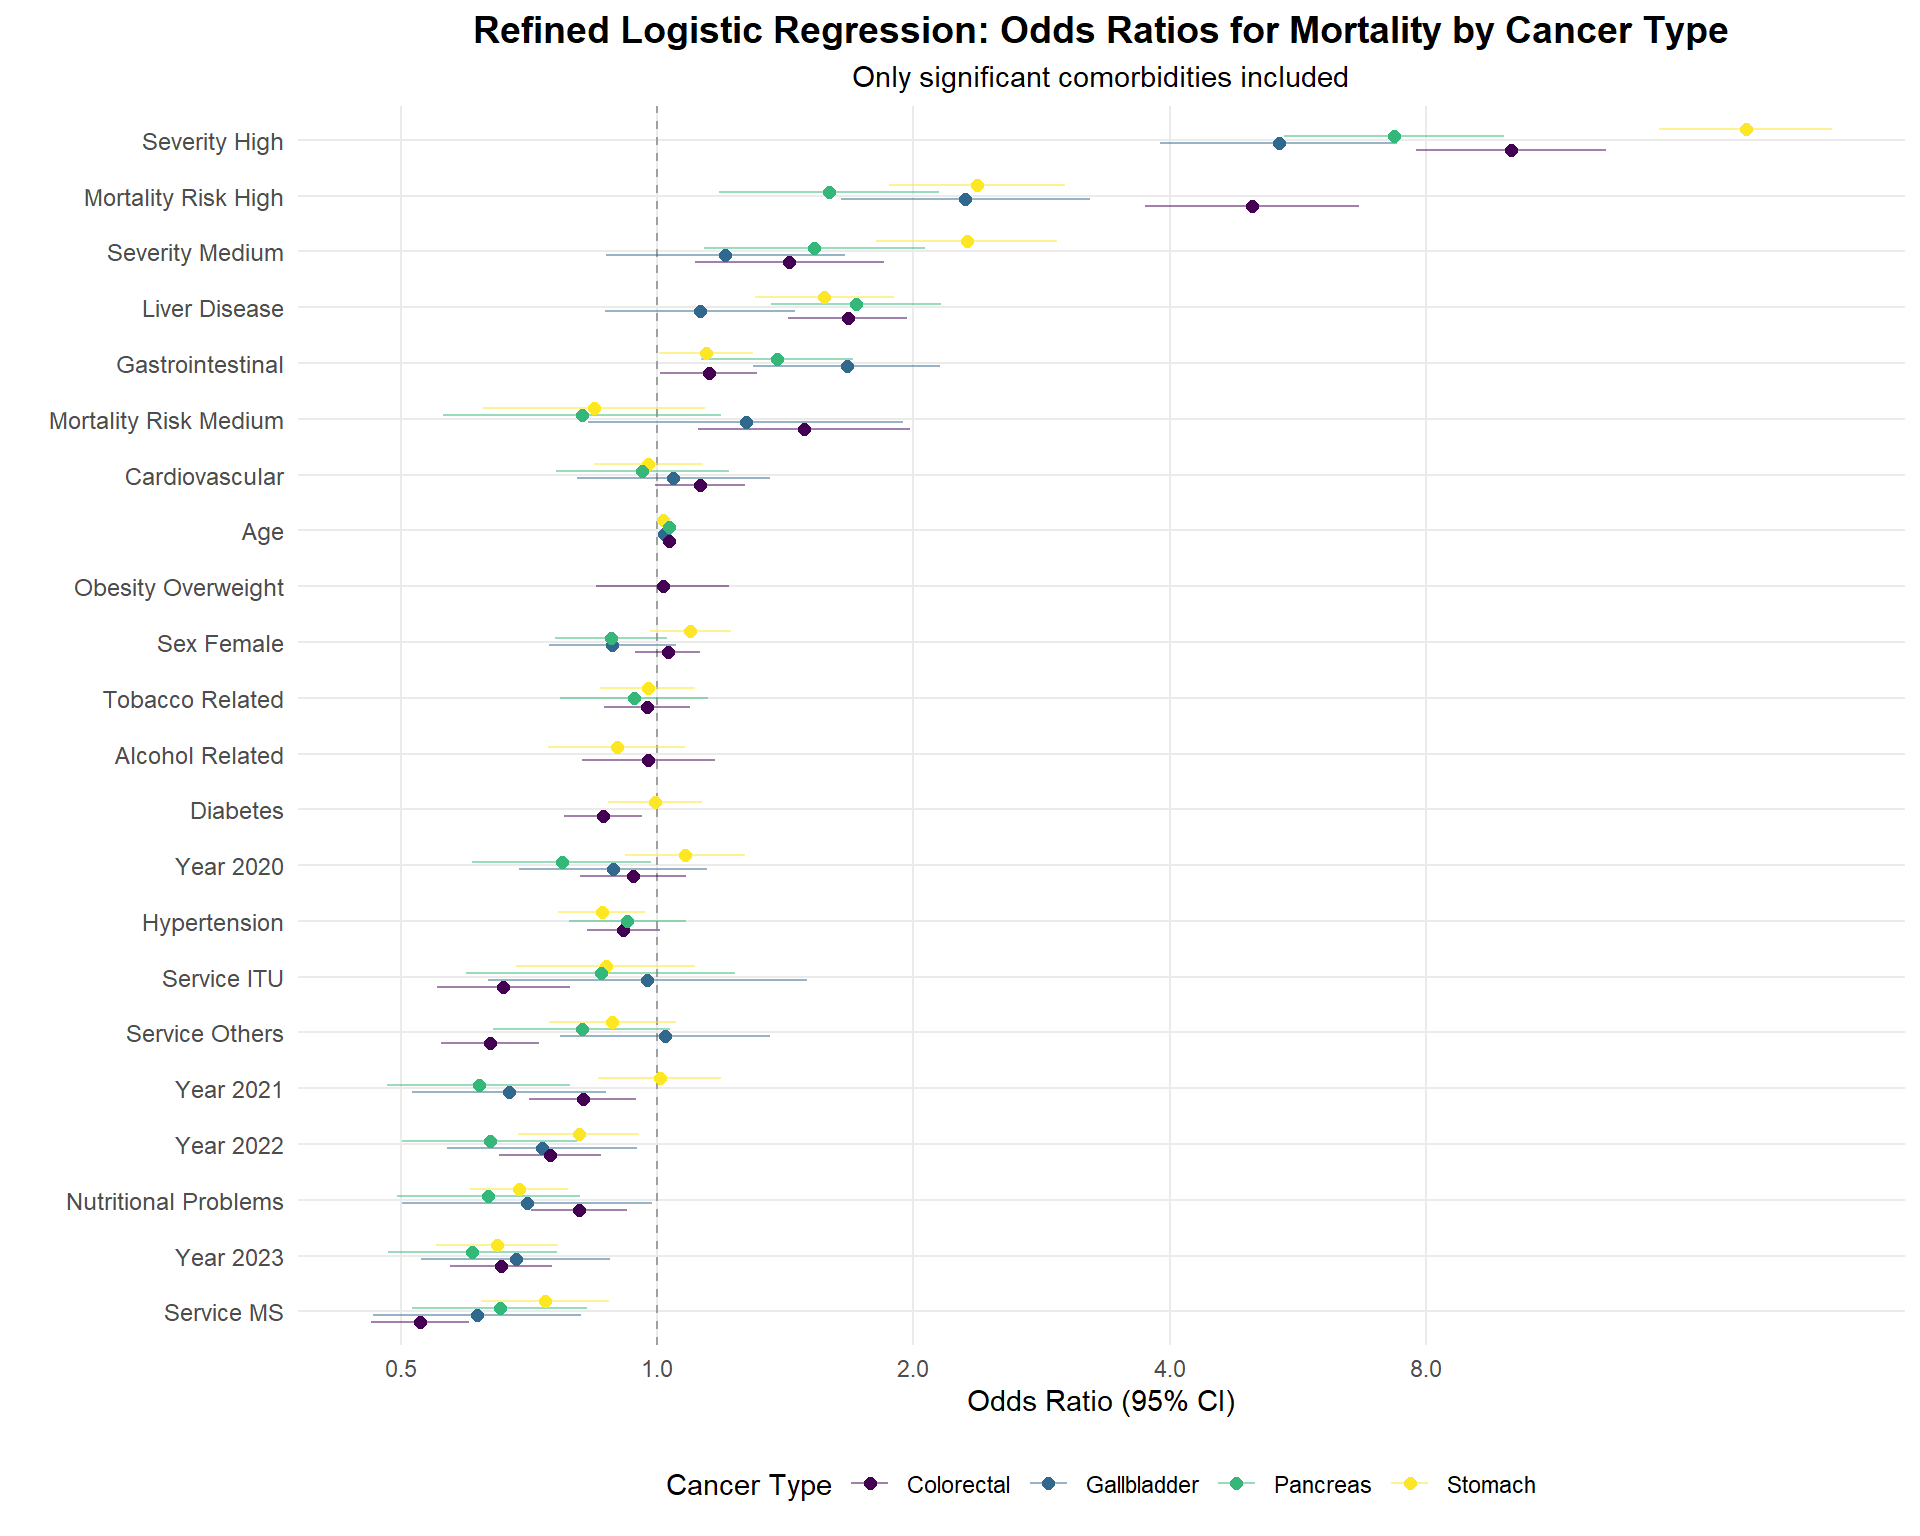 Refined Logistic Regression: Odds Ratios for Mortality by Cancer Type
Only significant comorbidities included
Severity High
Mortality Risk High
Severity Medium
Liver Disease
Gastrointestinal
Mortality Risk Medium
Cardiovascular
Age
Obesity Overweight
Sex Female
Tobacco Related
Alcohol Related
Diabetes
Year 2020
Hypertension
Service ITU
Service Others
Year 2021
Year 2022
Nutritional Problems
Year 2023
Service MS
0.5 1.0 2.0 4.0 8.0
Odds Ratio (95% CI)
Cancer Type Colorectal Gallbladder Pancreas Stomach